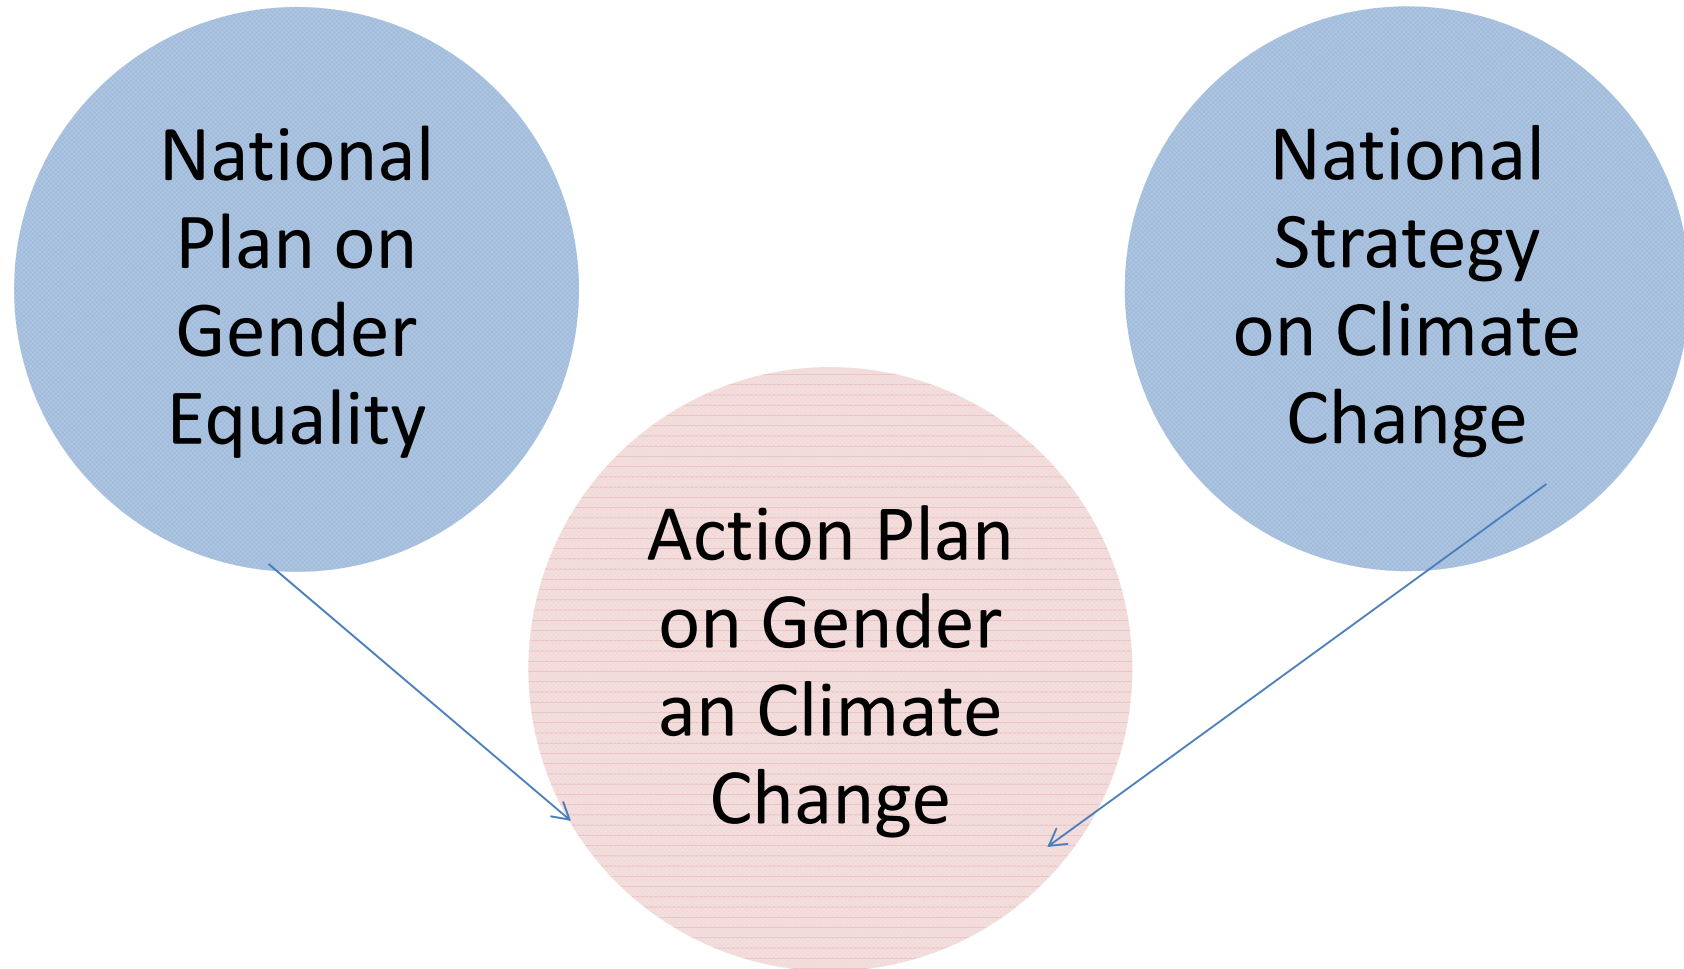 National
Plan on
Gender
Equality
National
Strategy
on Climate
Change
Action Plan
on Gender
an Climate
Change